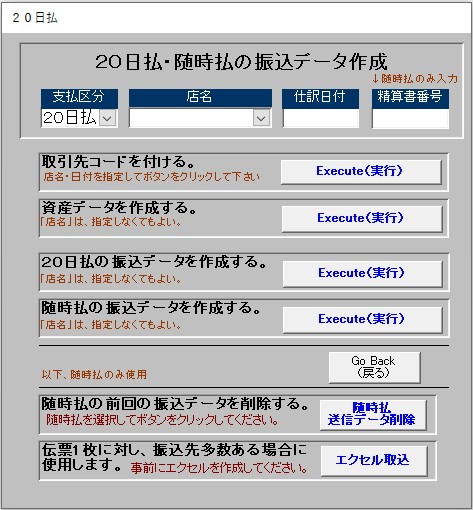 ２０日払
２０日払・随時払の振込データ作成
↓随時払のみ入力
支払区分 店名 仕訳日付 精算書番号
２０日払
取引先コードを付ける。
店名・日付を指定してボタンをクリックして下さい
Execute(実行)
資産データを作成する。
「店名」は、指定しなくてもよい。
Execute(実行)
２０日払の振込データを作成する。
「店名」は、指定しなくてもよい。
Execute(実行)
随時払の振込データを作成する。
「店名」は、指定しなくてもよい。
Execute(実行)
Go Back
(戻る)
以下、随時払のみ使用
随時払の前回の振込データを削除する。
随時払を選択してボタンをクリックしてください。
随時払
送信データ削除
伝票1枚に対し、振込先多数ある場合に
使用します。 事前にエクセルを作成してください。
エクセル取込